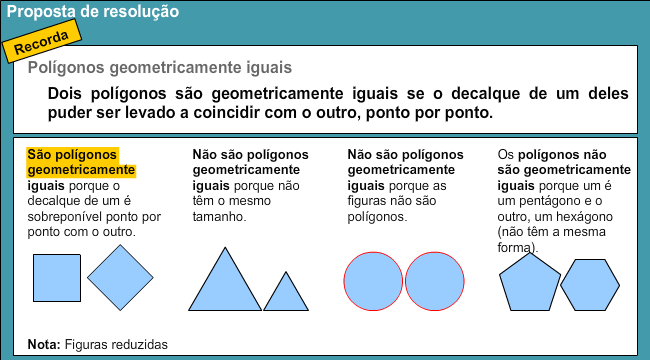 Proposta de resolução
Recorda
Polígonos geometricamente iguais
Dois polígonos são geometricamente iguais se o decalque de um deles
puder ser levado a coincidir com o outro, ponto por ponto.
São polígonos
geometricamente
iguais porque o
decalque de um é
sobreponível ponto por
ponto com o outro.
Não são polígonos
geometricamente
iguais porque não
têm o mesmo
tamanho.
Não são polígonos
geometricamente
iguais porque as
figuras não são
polígonos.
Os polígonos não
são geometricamente
iguais porque um é
um pentágono e o
outro, um hexágono
(não têm a mesma
forma).
Nota: Figuras reduzidas